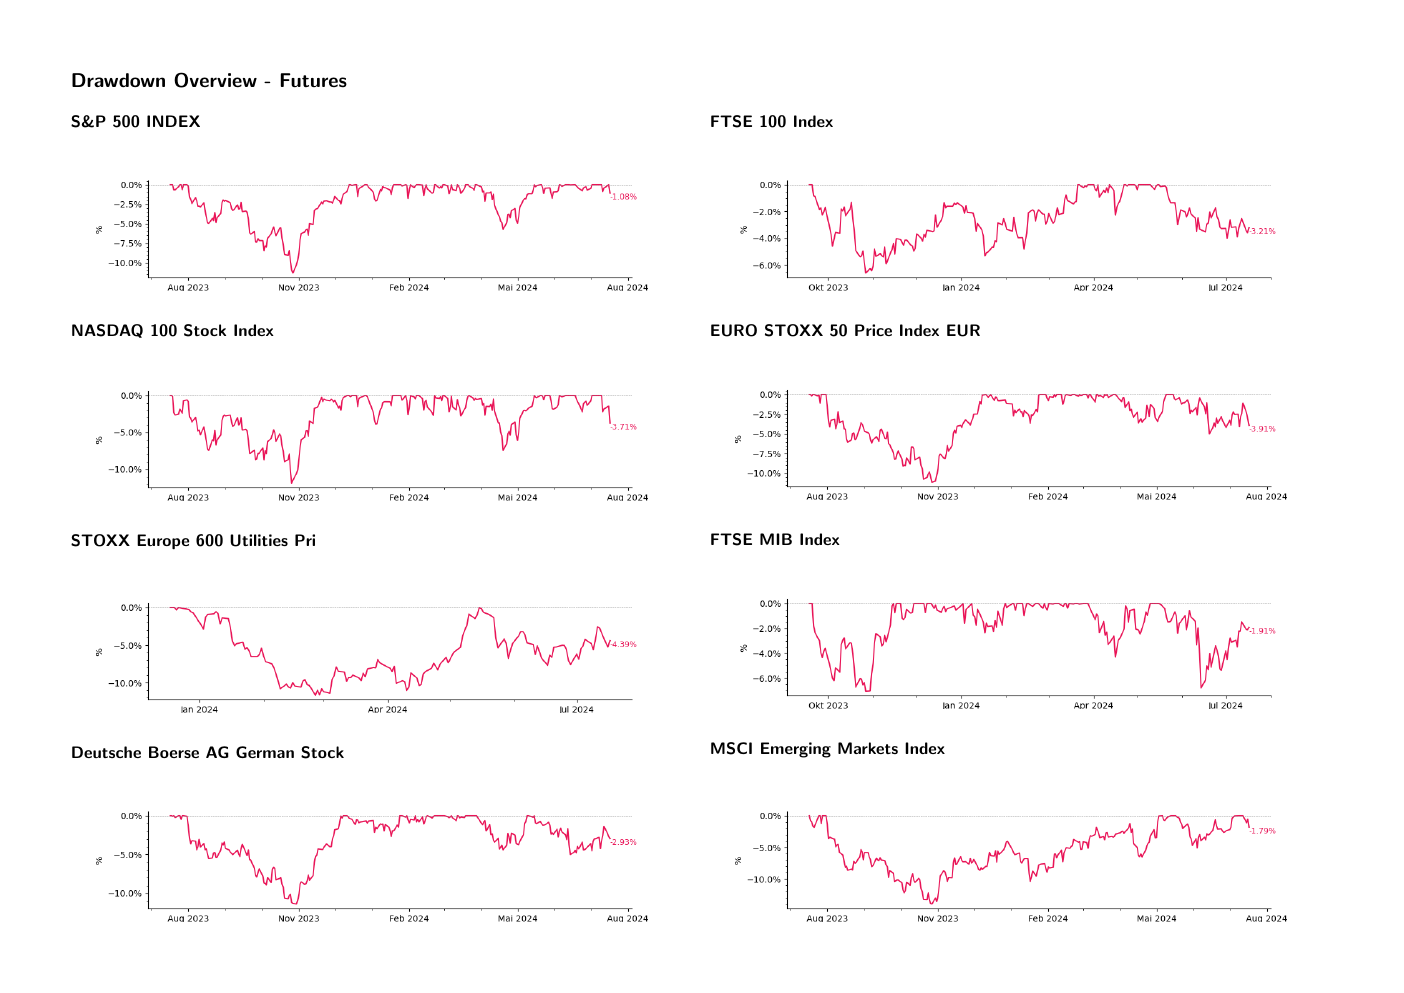 Drawdown Overview - Futures
S&P 500 INDEX
0.0%
−2.5%
−5.0%
−7.5%
−10.0%
%
-1.08%
Aug 2023 Nov 2023 Feb 2024 Mai 2024 Aug 2024
FTSE 100 Index
0.0%
−2.0%
−4.0%
−6.0%
%
-3.21%
Okt 2023 Jan 2024 Apr 2024 Jul 2024
NASDAQ 100 Stock Index
0.0%
−5.0%
−10.0%
%
-3.71%
Aug 2023 Nov 2023 Feb 2024 Mai 2024 Aug 2024
EURO STOXX 50 Price Index EUR
0.0%
−2.5%
−5.0%
−7.5%
−10.0%
%
-3.91%
Aug 2023 Nov 2023 Feb 2024 Mai 2024 Aug 2024
STOXX Europe 600 Utilities Pri
0.0%
−5.0%
−10.0%
%
-4.39%
Jan 2024 Apr 2024 Jul 2024
FTSE MIB Index
0.0%
−2.0%
−4.0%
−6.0%
%
-1.91%
Okt 2023 Jan 2024 Apr 2024 Jul 2024
Deutsche Boerse AG German Stock
0.0%
−5.0%
−10.0%
%
-2.93%
Aug 2023 Nov 2023 Feb 2024 Mai 2024 Aug 2024
MSCI Emerging Markets Index
0.0%
−5.0%
−10.0%
%
-1.79%
Aug 2023 Nov 2023 Feb 2024 Mai 2024 Aug 2024